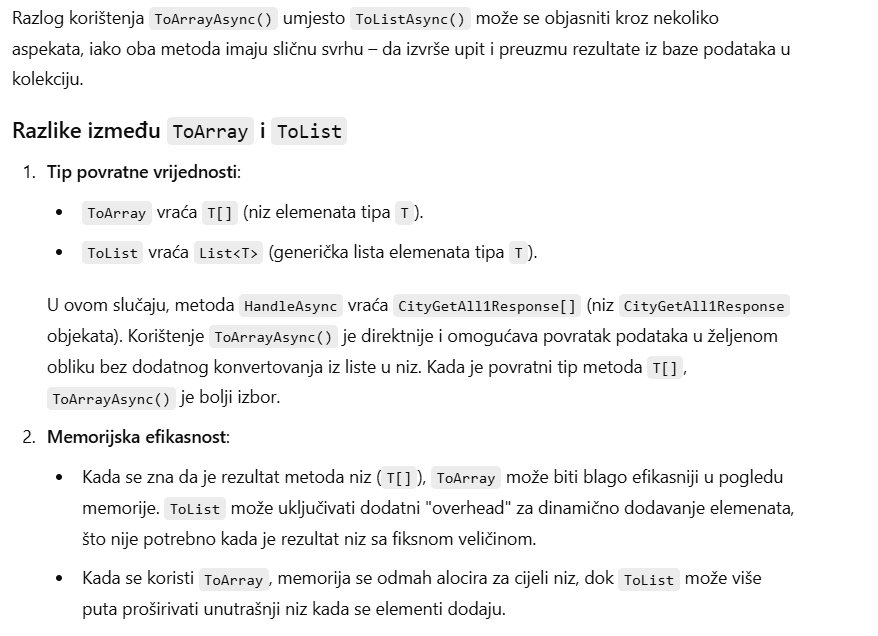 Razlog korištenja ToArrayAsync() umjesto ToListAsync() može se objasniti kroz nekoliko
aspekata, iako oba metoda imaju sličnu svrhu – da izvrše upit i preuzmu rezultate iz baze podataka u
kolekciju.
Razlike između ToArray i ToList
1. Tip povratne vrijednosti:
• ToArray vraća T[] (niz elemenata tipa T).
• ToList vraća List<T> (generička lista elemenata tipa T).
U ovom slučaju, metoda HandleAsync vraća CityGetAll1Response[] (niz CityGetAll1Response
objekata). Korištenje ToArrayAsync() je direktnije i omogućava povratak podataka u željenom
obliku bez dodatnog konvertovanja iz liste u niz. Kada je povratni tip metoda T[],
ToArrayAsync() je bolji izbor.
2. Memorijska efikasnost:
• Kada se zna da je rezultat metoda niz (T[]), ToArray može biti blago efikasniji u pogledu
memorije. ToList može uključivati dodatni "overhead" za dinamično dodavanje elemenata,
što nije potrebno kada je rezultat niz sa fiksnom veličinom.
• Kada se koristi ToArray, memorija se odmah alocira za cijeli niz, dok ToList može više
puta proširivati unutrašnji niz kada se elementi dodaju.